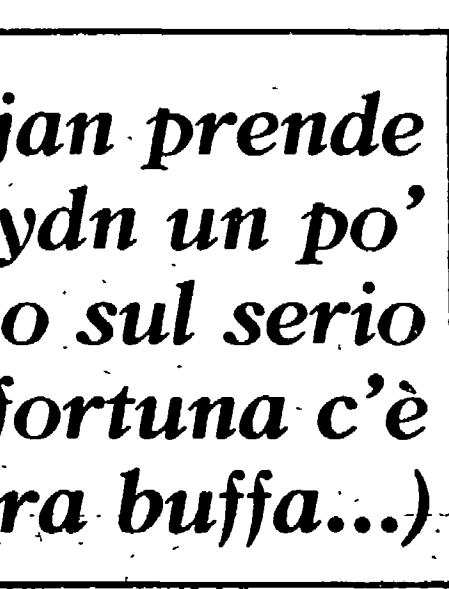 jan prende
ydn un po'
o sul serio
fortuna c'è
ra buffa...)